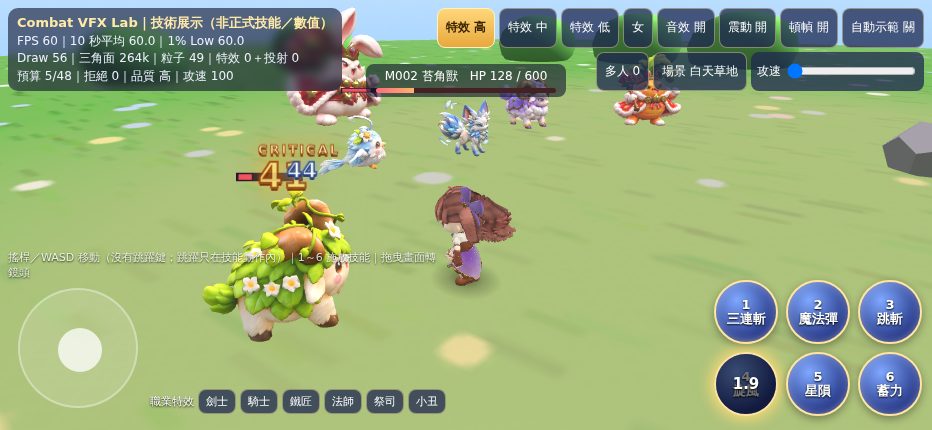 Combat VFX Lab｜技術展示（非正式技能／數值）
FPS 60｜10 秒平均 60.0｜1% Low 60.0
Draw 56｜三角面 264k｜粒子 49｜特效 0＋投射 0
預算 5/48｜拒絕 0｜品質 高｜攻速 100
特效 高
特效 中
特效 低
女
音效 開
震動 開
頓幀 開
自動示範 關
M002 苔角獸 HP 128 / 600
多人 0
場景 白天草地
攻速
CRITICAL
44
搖桿／WASD 移動（沒有跳躍鍵；跳躍只在技能動作內）｜1～6 施放技能｜拖曳畫面轉
鏡頭
1
三連斬
2
魔法彈
3
跳斬
4
1.9
旋風
5
星隕
6
蓄力
職業特效
劍士
騎士
鐵匠
法師
祭司
小丑